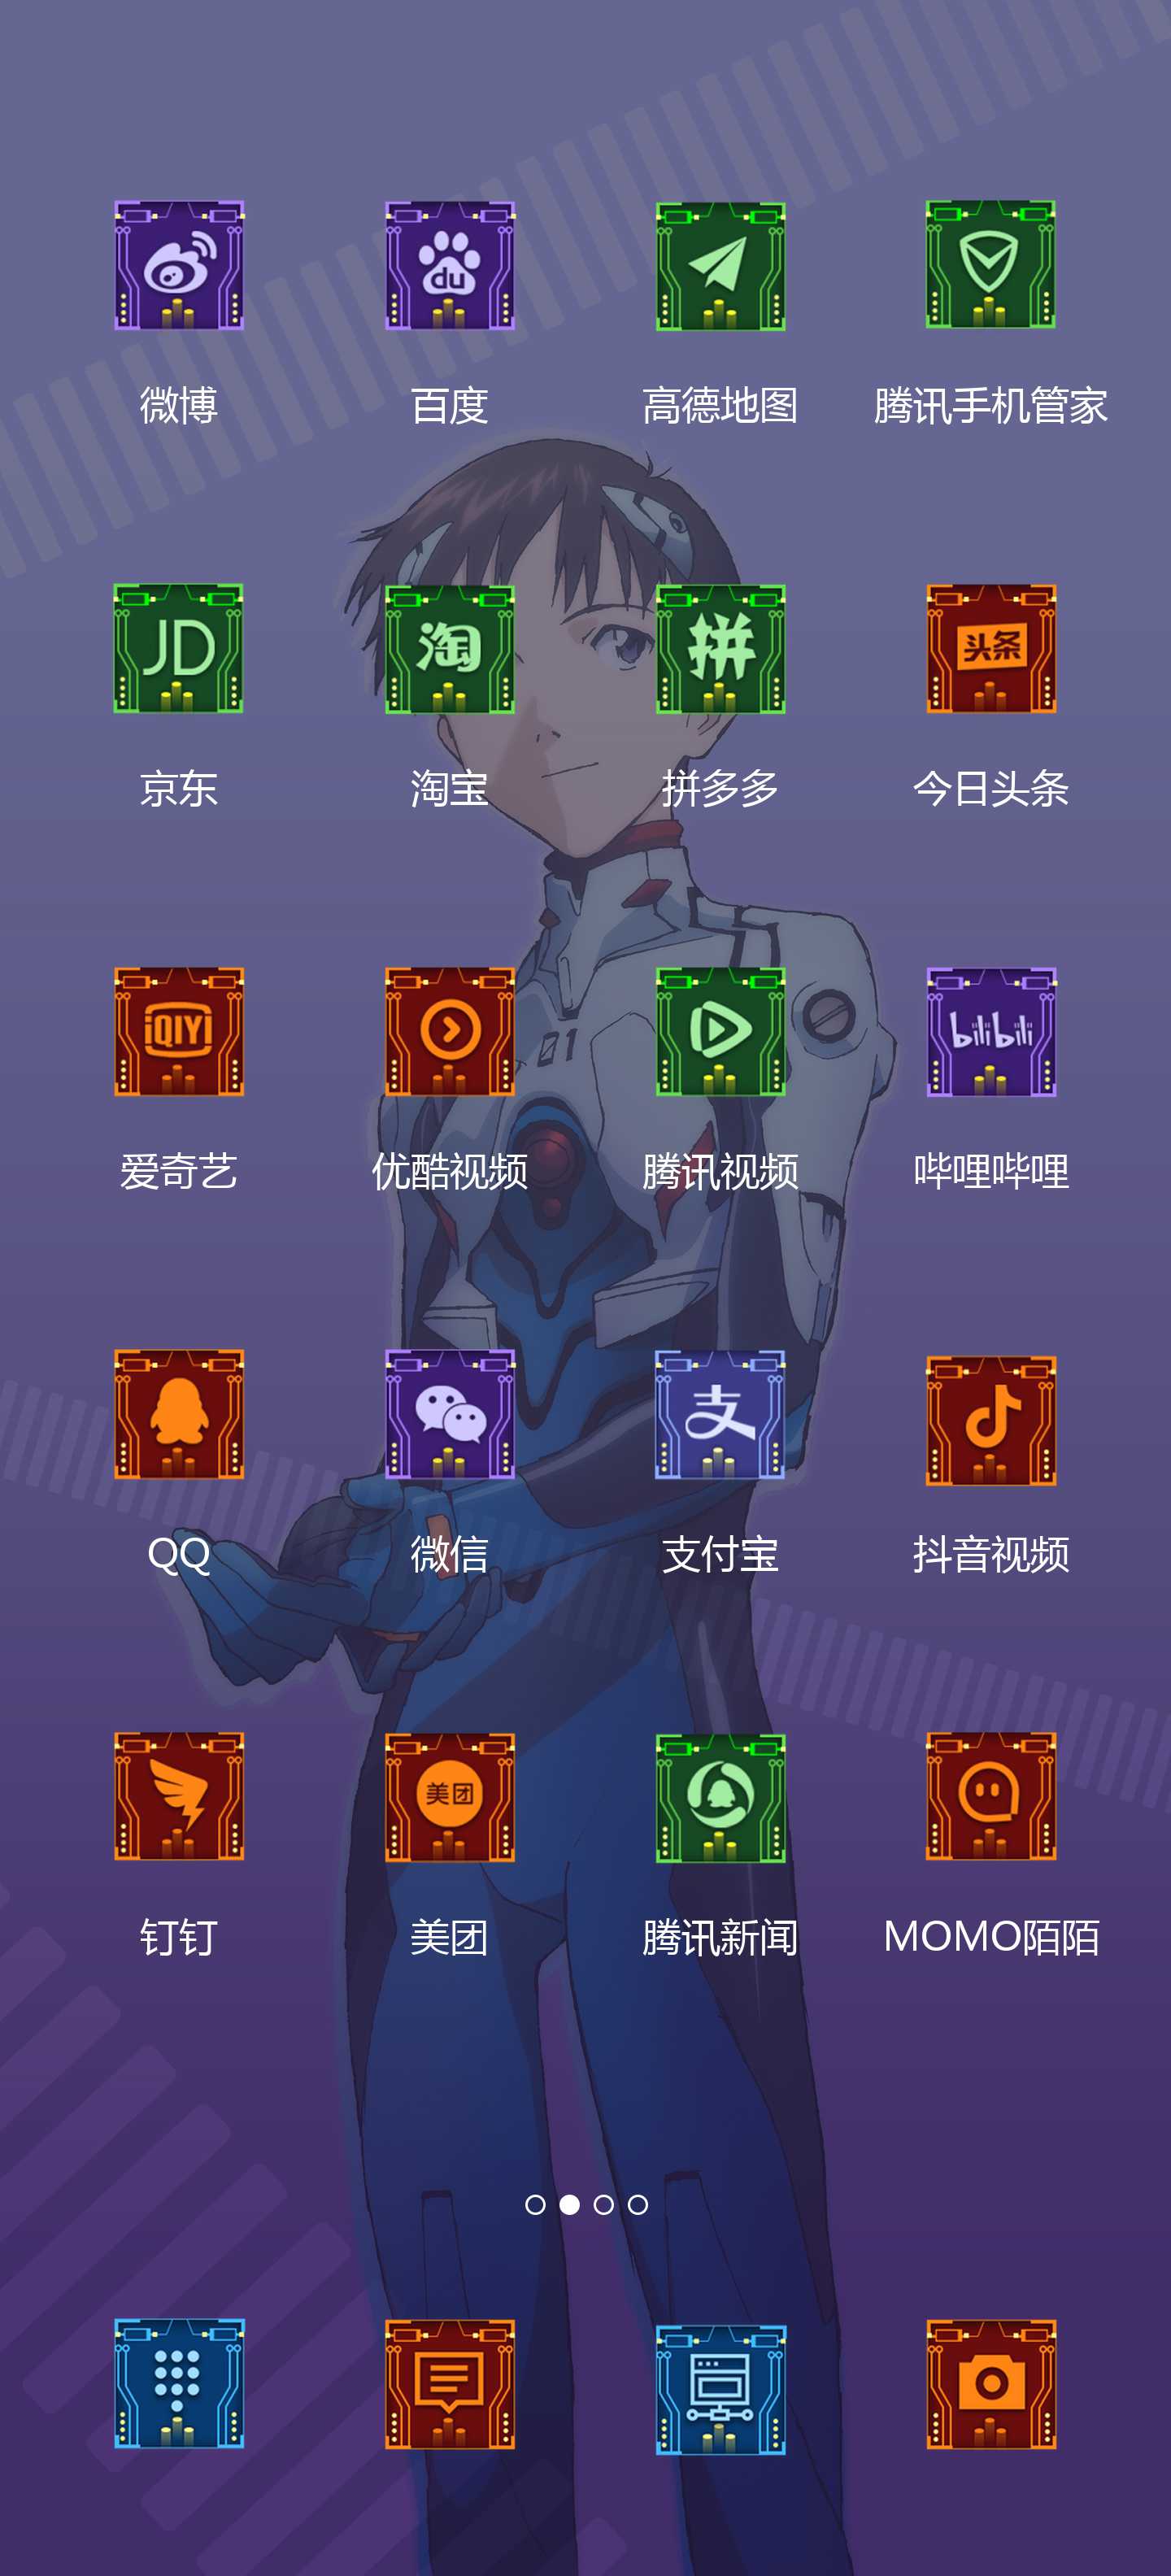 du
微博 百度 高德地图 腾讯手机管家
JD 淘 拼 头条
京东 淘宝 拼多多 今日头条
iQIYI bilibili
01
爱奇艺 优酷视频 腾讯视频 哔哩哔哩
支
QQ 微信 支付宝 抖音视频
美团
钉钉 美团 腾讯新闻 MOMO陌陌